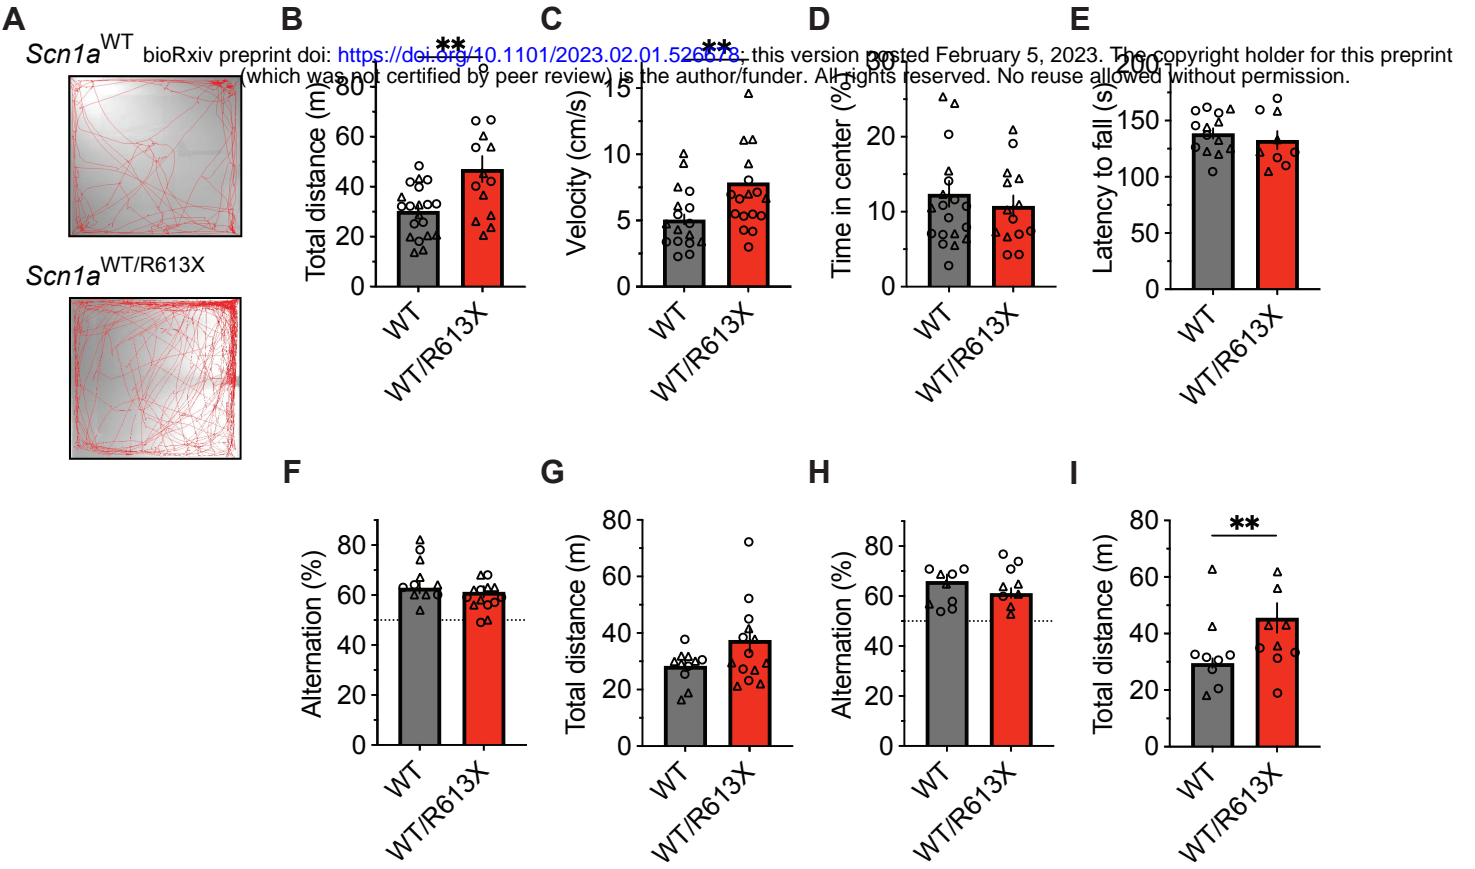 A
B
C
D
E
Scn1a WT
bioRxiv preprint doi: https://doi.org/10.1101/2023.02.01.526678; this version posted February 5, 2023. The copyright holder for this preprint
(which was not certified by peer review) is the author/funder. All rights reserved. No reuse allowed without permission.
Scn1a WT/R613X
**
Total distance (m)
80
60
40
20
0
WT
WT/R613X
**
Velocity (cm/s)
15
10
5
0
WT
WT/R613X
Time in center (%)
30
20
10
0
WT
WT/R613X
Latency to fall (s)
200
150
100
50
0
WT
WT/R613X
F
G
H
I
Alternation (%)
80
60
40
20
0
WT
WT/R613X
Total distance (m)
80
60
40
20
0
WT
WT/R613X
Alternation (%)
80
60
40
20
0
WT
WT/R613X
**
Total distance (m)
80
60
40
20
0
WT
WT/R613X